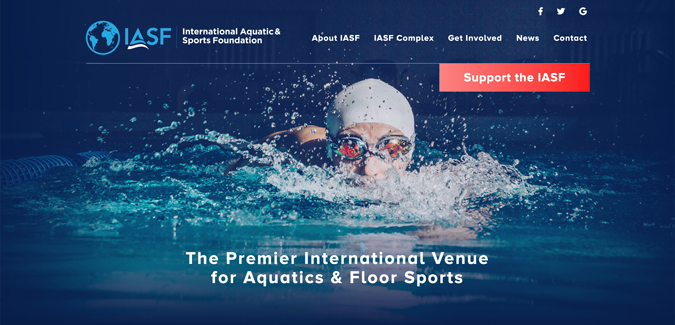 IASF
International Aquatic &
Sports Foundation
About IASF
IASF Complex
Get Involved
News
Contact
Support the IASF
The Premier International Venue
for Aquatics & Floor Sports